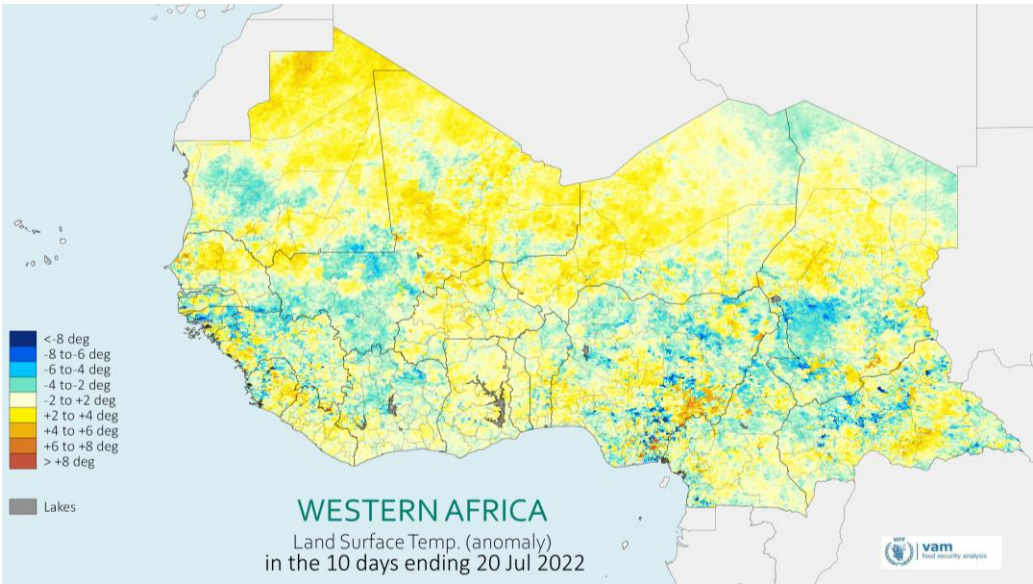 <-8 deg
-8 to-6 deg
-6 to-4 deg
-4 to-2 deg
-2 to +2 deg
+2 to +4 deg
+4 to +6 deg
+6 to +8 deg
> +8 deg
Lakes
WESTERN AFRICA
Land Surface Temp. (anomaly)
in the 10 days ending 20 Jul 2022
WFP
vam
food security analysis